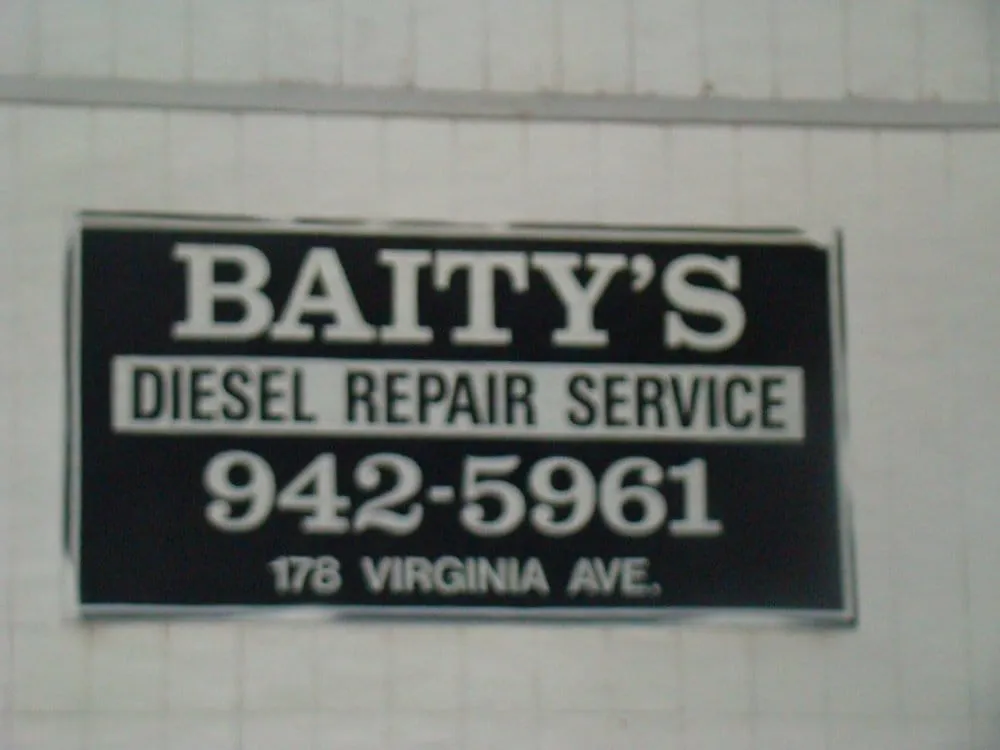 BAITY'S
DIESEL REPAIR SERVICE
942-5961
178 VIRGINIA AVE.